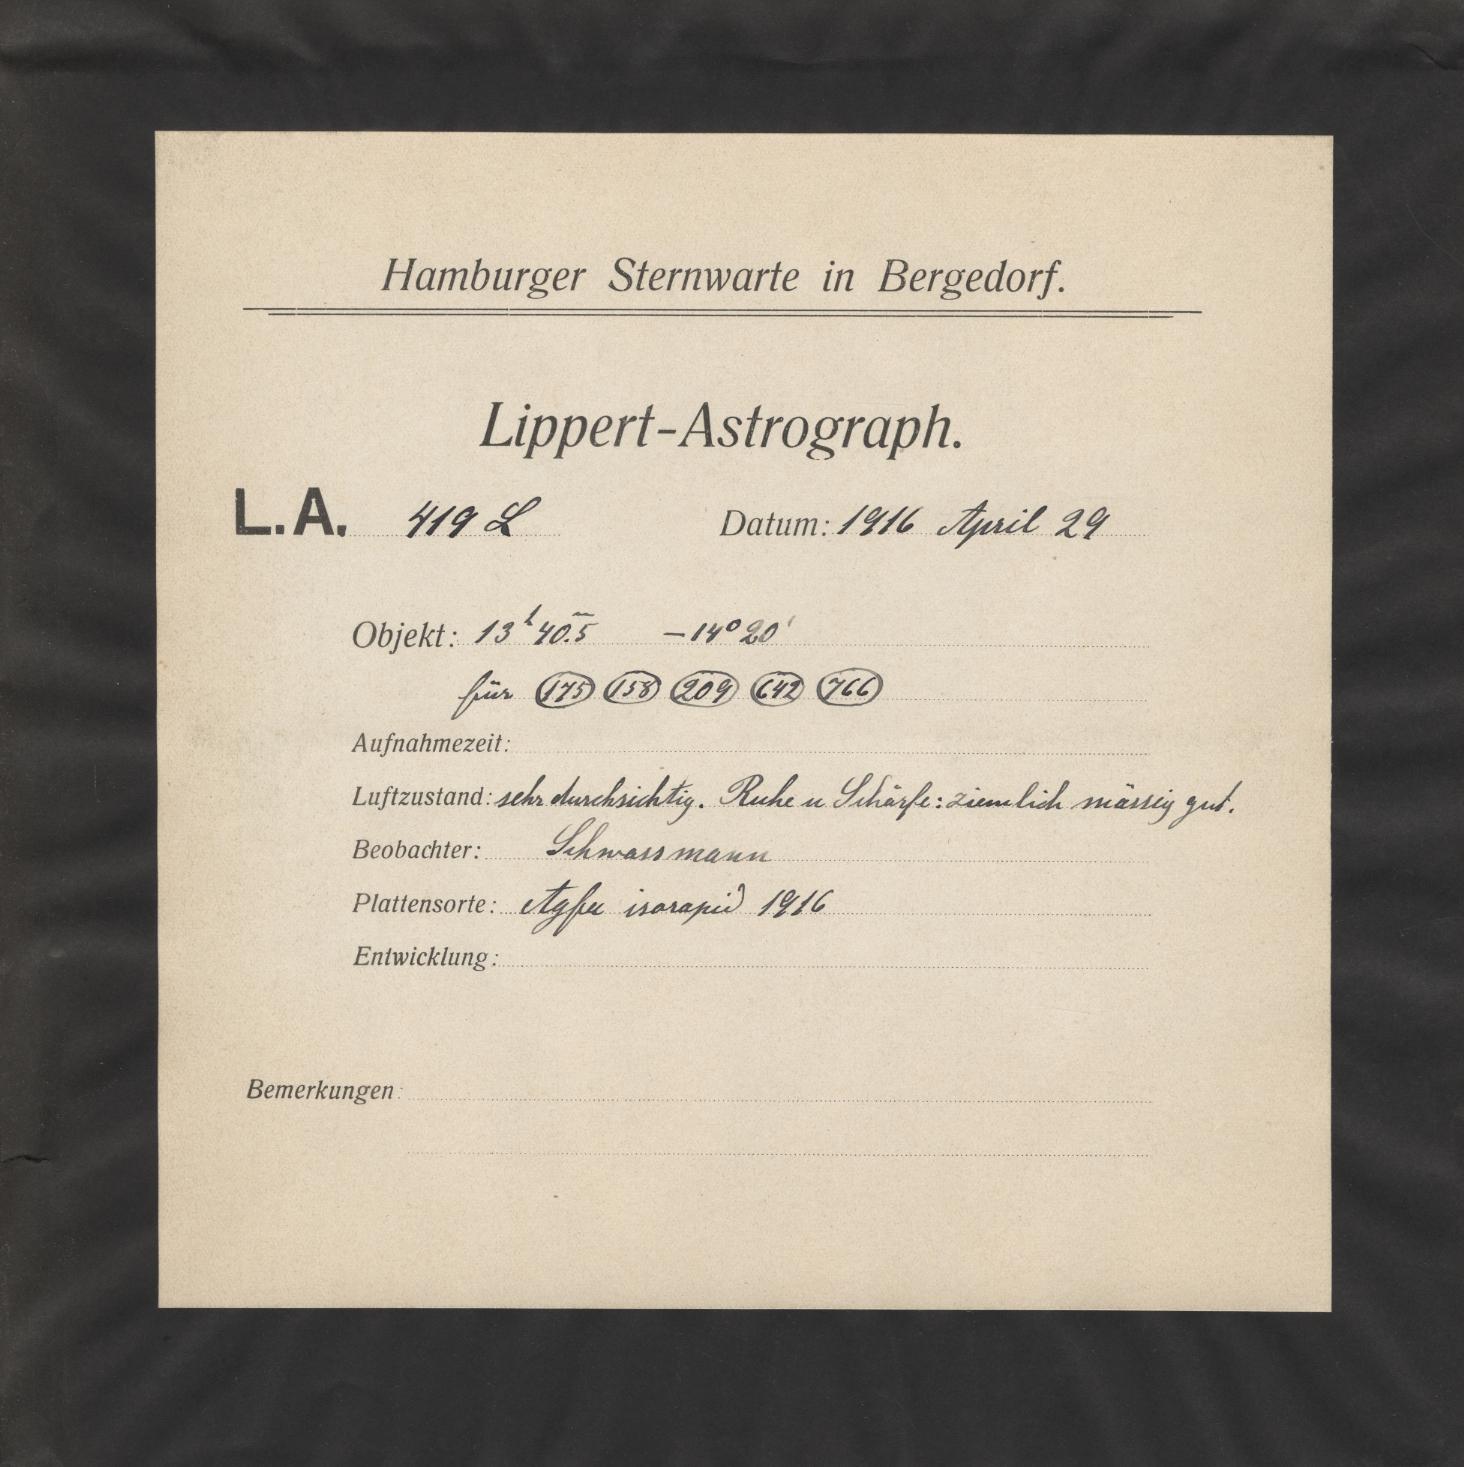 Hamburger Sternwarte in Bergedorf.
Lippert-Astrograph.
L.A. 419 L Datum: 1916 April 29
Objekt: 13ʰ 40.5ᵐ −14° 20'
für (175) (158) (209) (642) (766)
Aufnahmezeit:
Luftzustand: sehr durchsichtig. Ruhe u Schärfe: ziemlich mässig gut.
Beobachter: Schwassmann
Plattensorte: Agfa isorapid 1916
Entwicklung:
Bemerkungen: